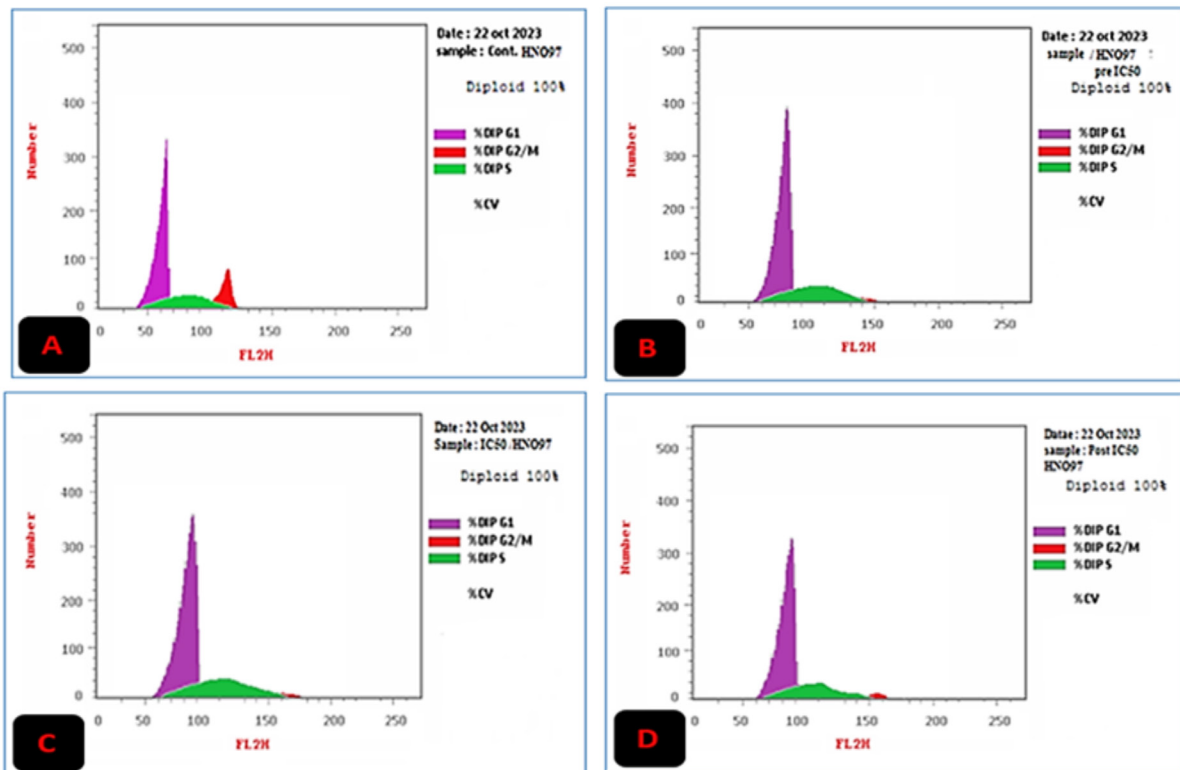 Date : 22 oct 2023
sample : Cont. HNO97
Diploid 100%
%DIP G1
%DIP G2/M
%DIP S
%CV
Number
500
400
300
200
100
0
0
50
100
150
200
250
FL2H
A
Date : 22 oct 2023
sample /HNO97 :
pre IC50
Diploid 100%
%DIP G1
%DIP G2/M
%DIP S
%CV
Number
500
400
300
200
100
0
0
50
100
150
200
250
FL2H
B
Date : 22 Oct 2023
Sample : IC50 /HNO97
Diploid 100%
%DIP G1
%DIP G2/M
%DIP S
%CV
Number
500
400
300
200
100
0
0
50
100
150
200
250
FL2H
C
Datae : 22 Oct 2023
sample : Post IC50
HNO97
Diploid 100%
%DIP G1
%DIP G2/M
%DIP S
%CV
Number
500
400
300
200
100
0
0
50
100
150
200
250
FL2H
D